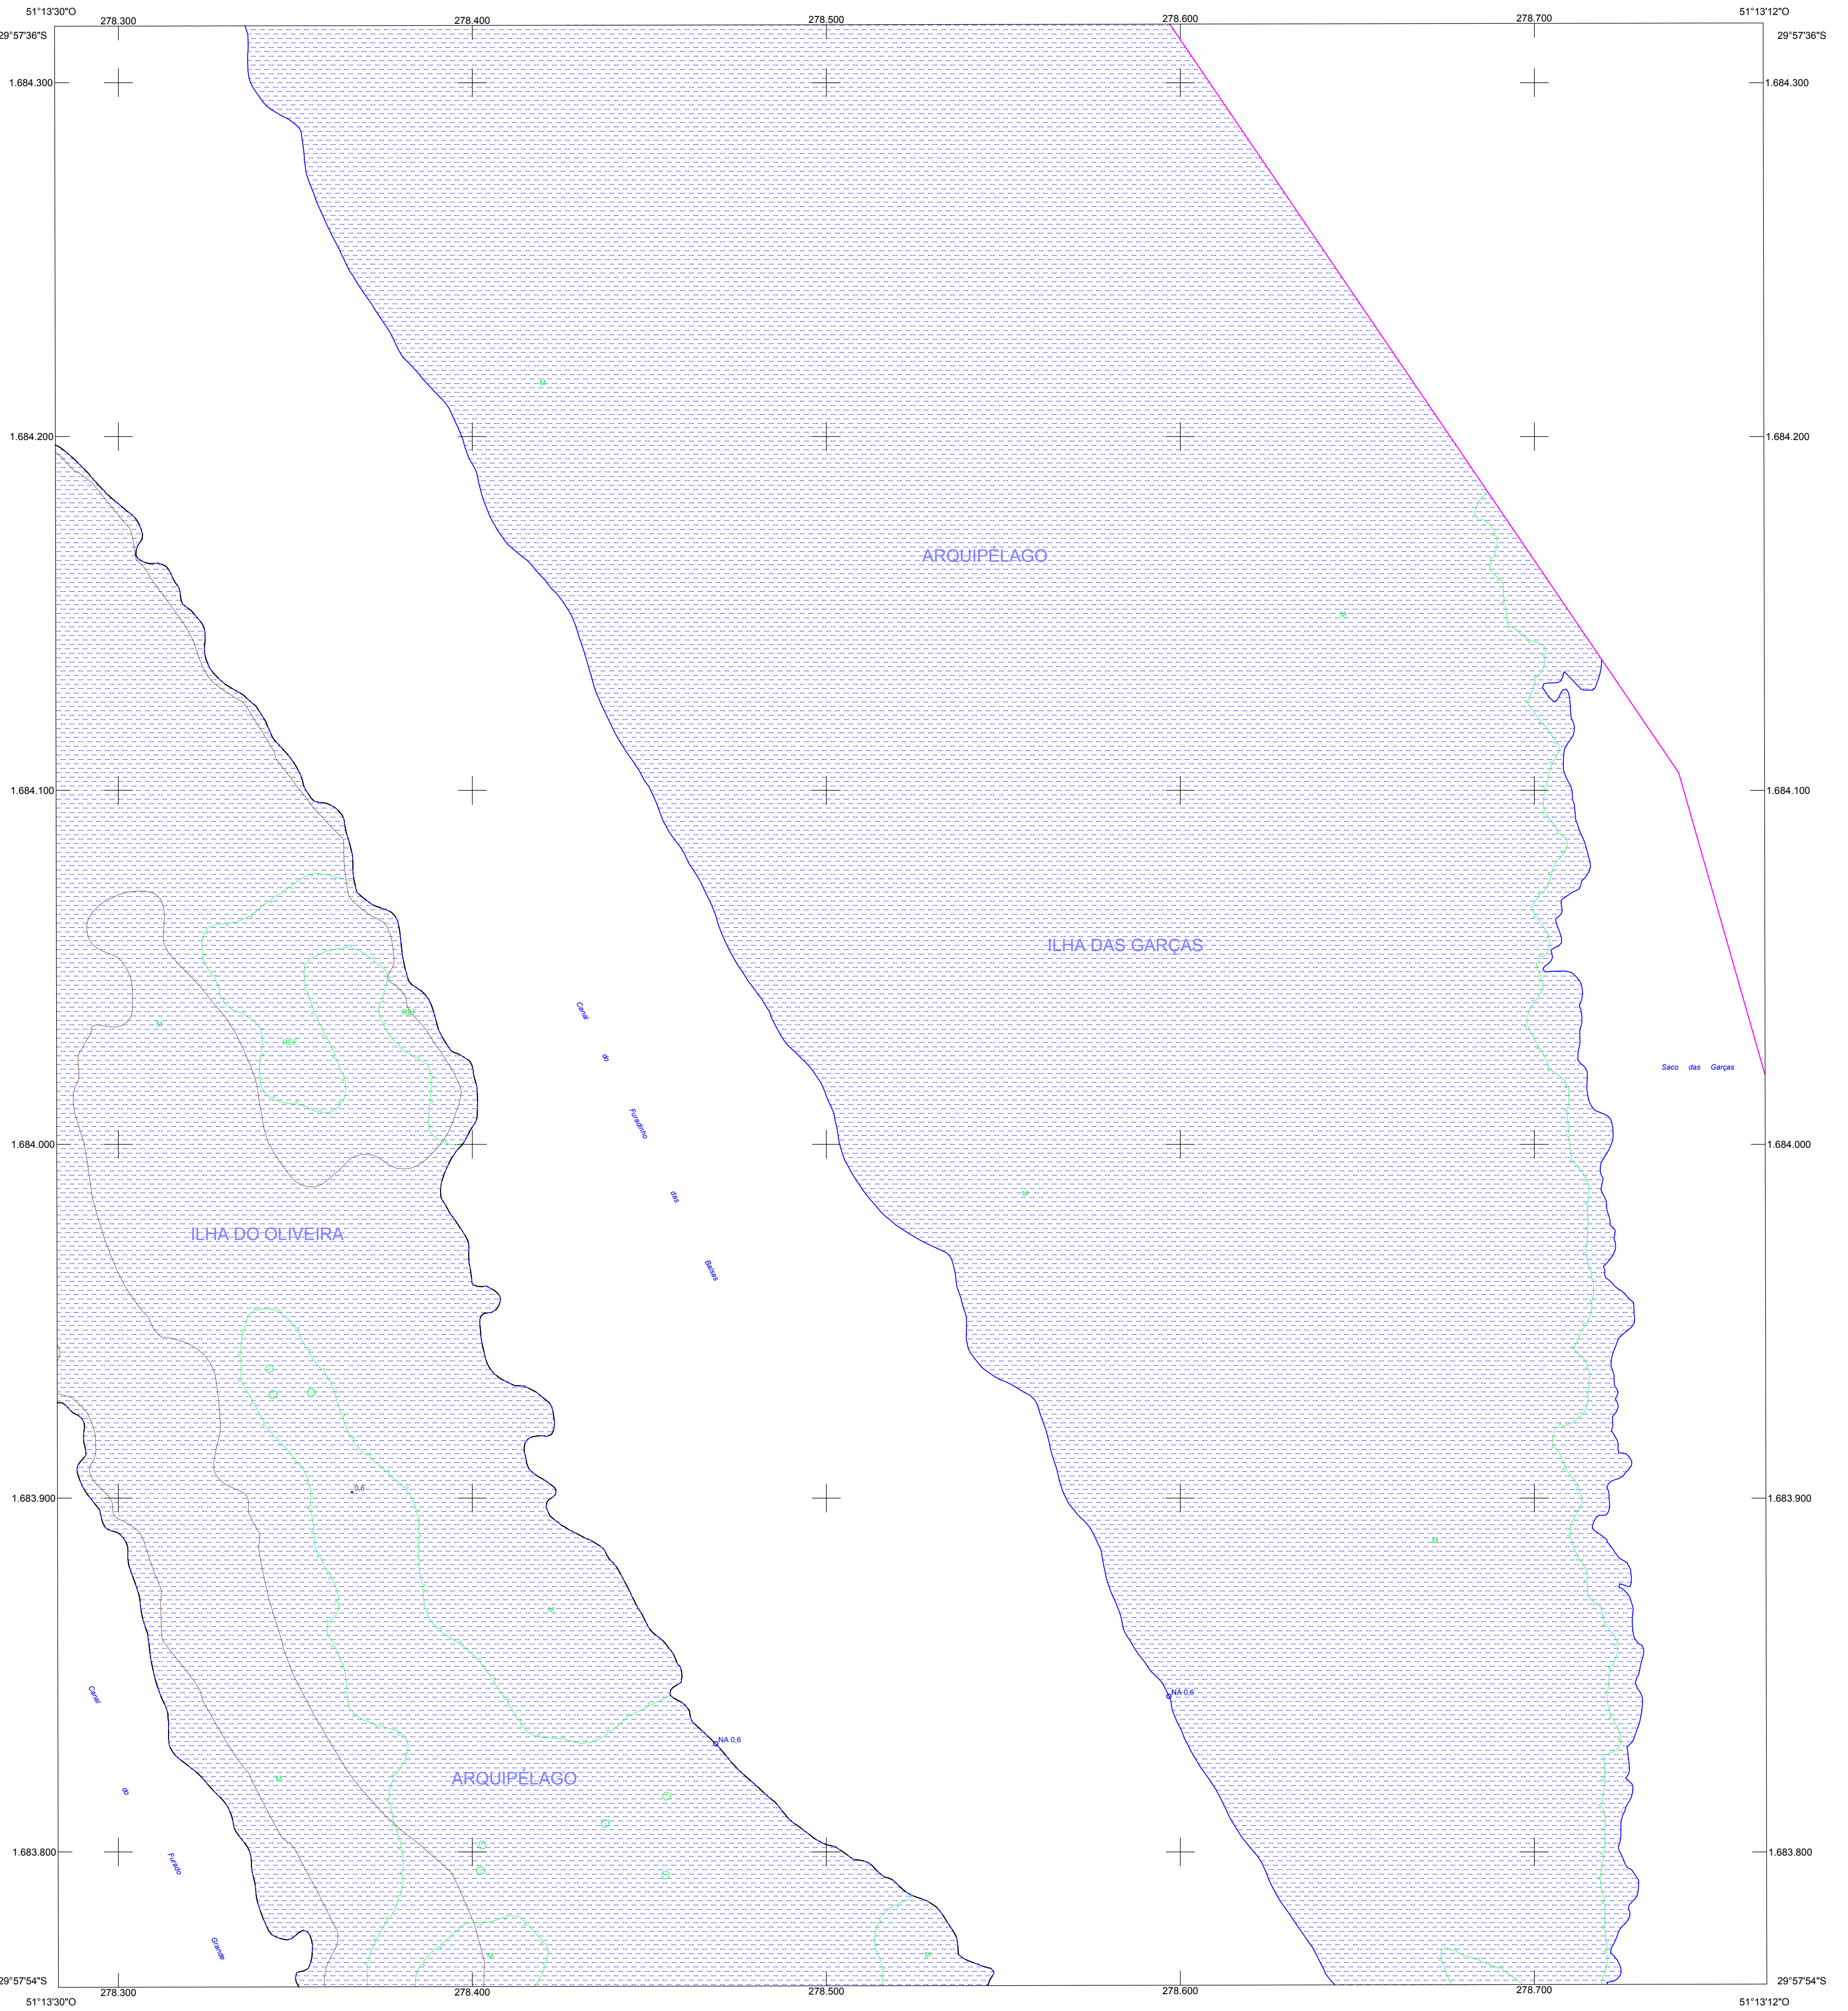 51°13'30"O
278.300
278.400
278.500
278.600
278.700
51°13'12"O
29°57'36"S
29°57'36"S
1.684.300
1.684.300
M
1.684.200
1.684.200
ARQUIPÉLAGO
M
1.684.100
1.684.100
ILHA DAS GARÇAS
Canal do Furadinho das Balsas
REF
M
REF
Saco das Garças
1.684.000
1.684.000
M
ILHA DO OLIVEIRA
0,6
1.683.900
1.683.900
M
M
Canal do Furado Grande
NA 0,6
NA 0,6
M
ARQUIPÉLAGO
1.683.800
1.683.800
M
M
29°57'54"S
29°57'54"S
278.300
278.400
278.500
278.600
278.700
51°13'30"O
51°13'12"O